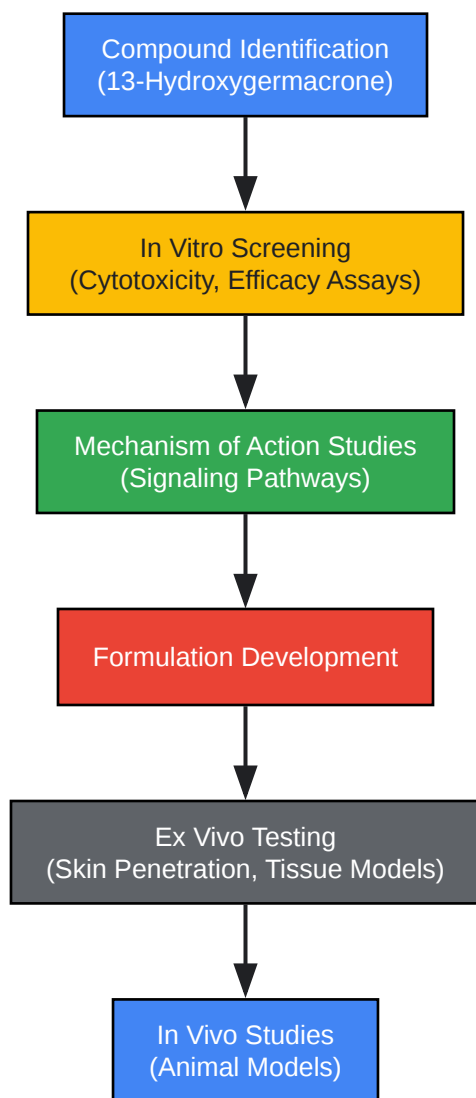 Compound Identification
(13-Hydroxygermacrone)
In Vitro Screening
(Cytotoxicity, Efficacy Assays)
Mechanism of Action Studies
(Signaling Pathways)
Formulation Development
Ex Vivo Testing
(Skin Penetration, Tissue Models)
In Vivo Studies
(Animal Models)